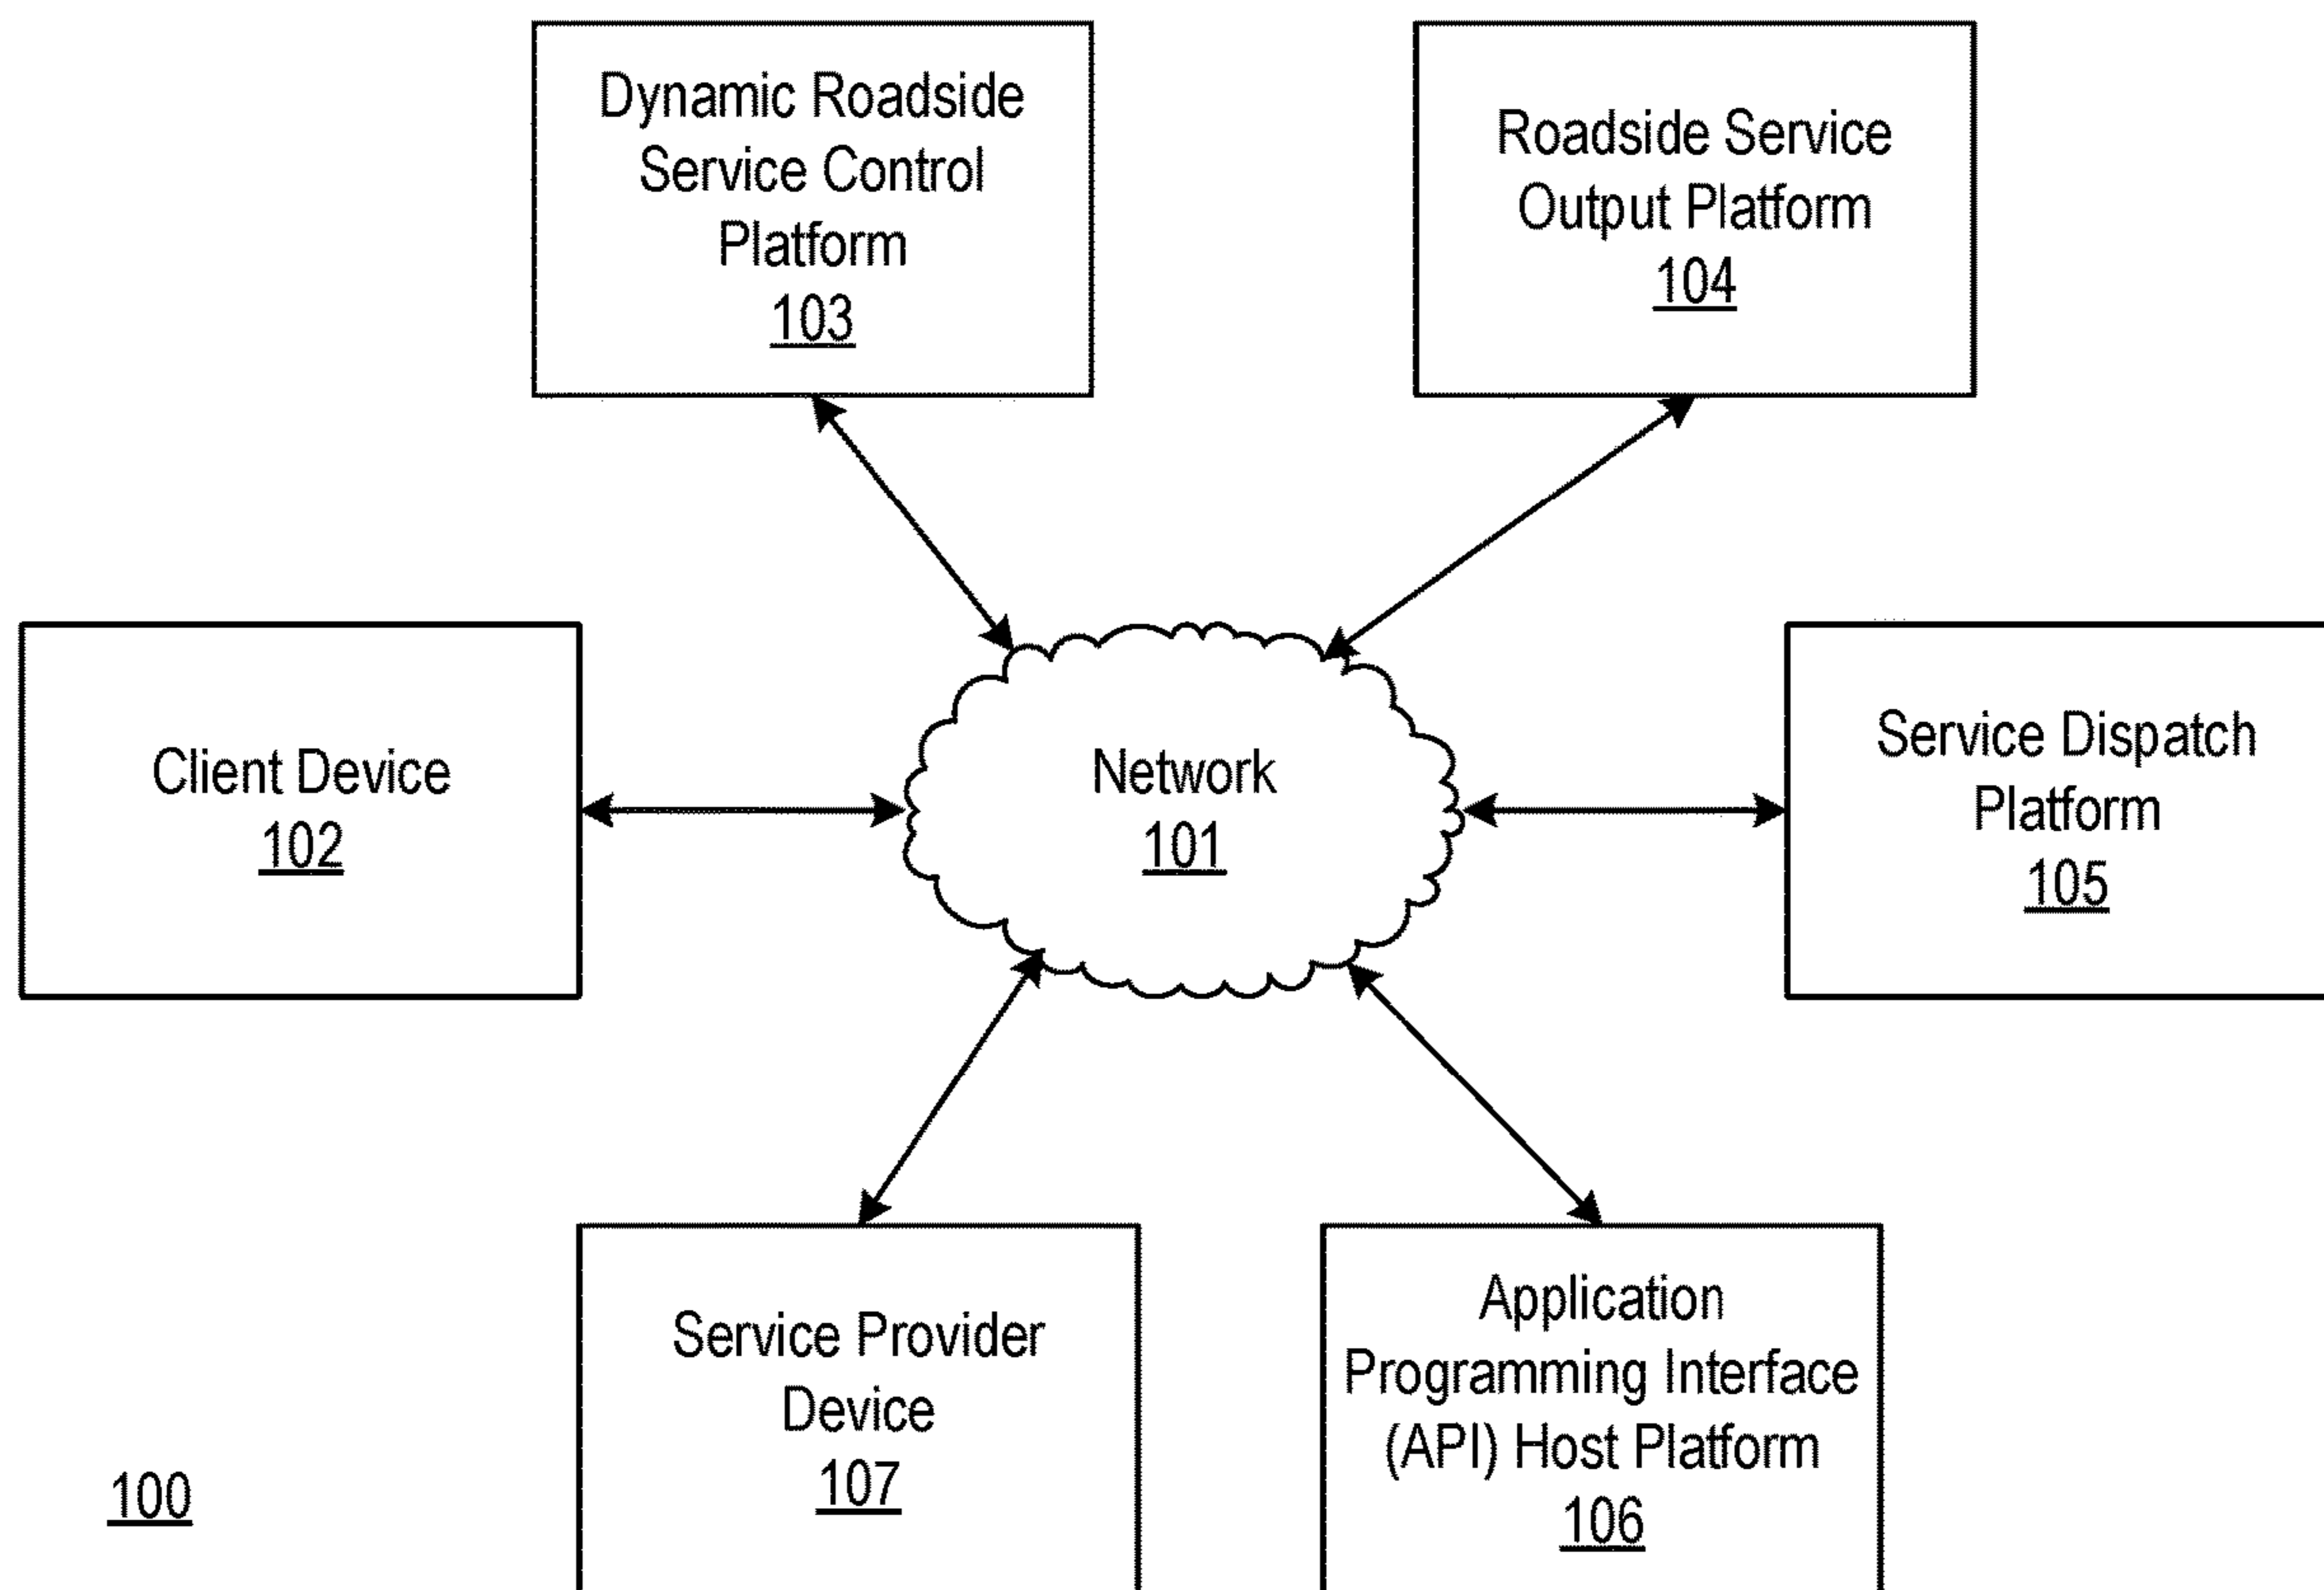 Dynamic Roadside
Service Control
Platform
103
Roadside Service
Output Platform
104
Client Device
102
Network
101
Service Dispatch
Platform
105
Service Provider
Device
107
Application
Programming Interface
(API) Host Platform
106
100